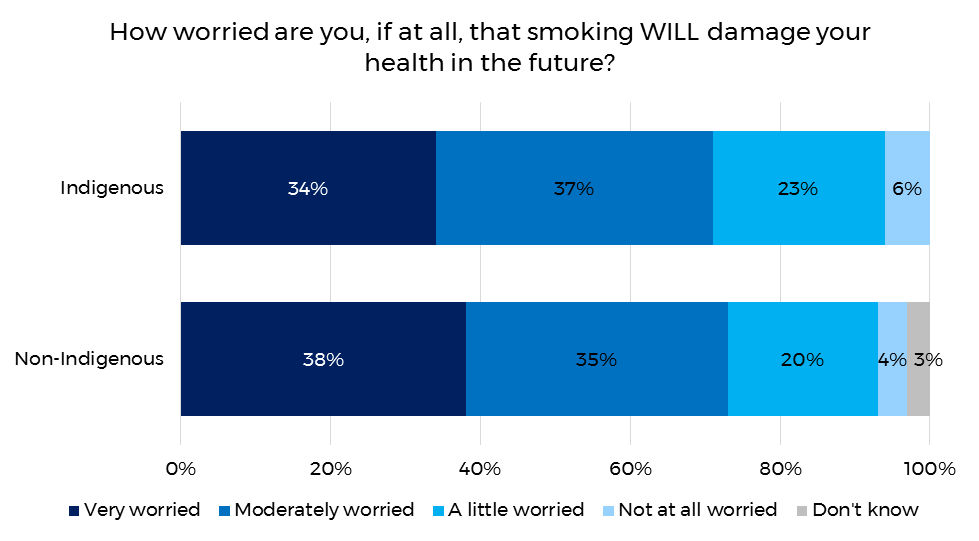 How worried are you, if at all, that smoking WILL damage your
health in the future?
Indigenous
34% 37% 23% 6%
Non-Indigenous
38% 35% 20% 4% 3%
0% 20% 40% 60% 80% 100%
Very worried Moderately worried A little worried Not at all worried Don't know